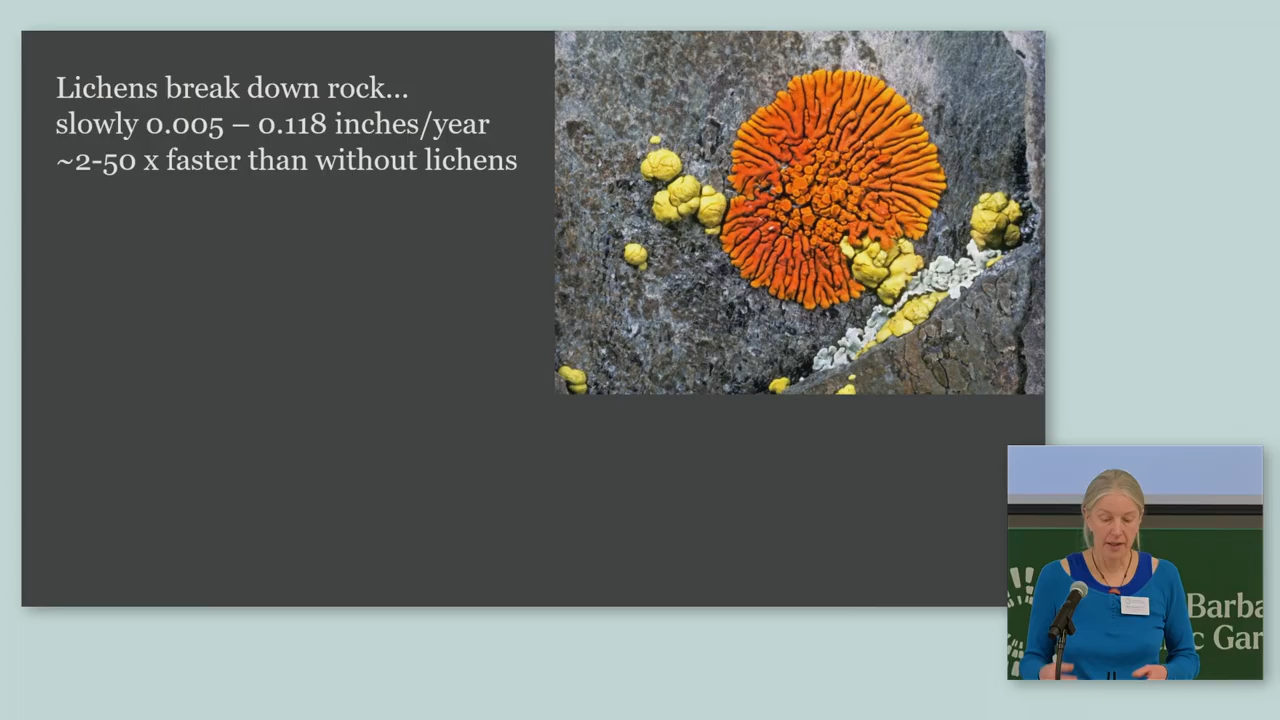 Lichens break down rock...
slowly 0.005 – 0.118 inches/year
~2-50 x faster than without lichens
Barba
c Gar